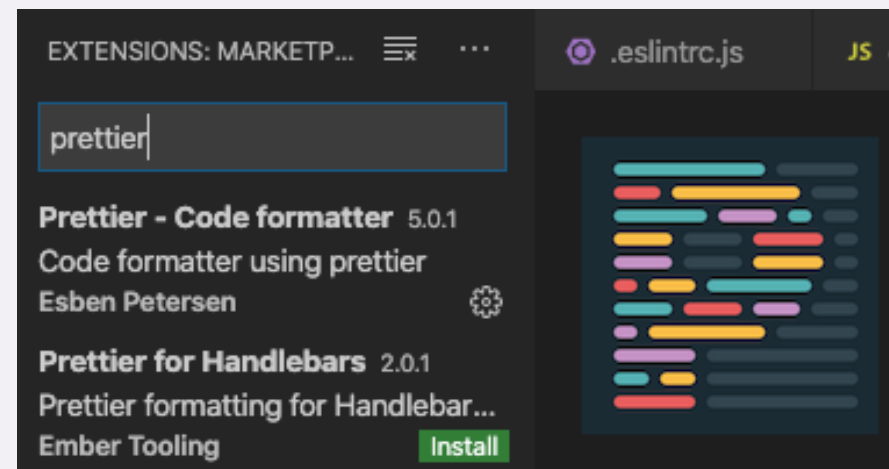 EXTENSIONS: MARKETP...
.eslintrc.js
JS
prettier
Prettier - Code formatter 5.0.1
Code formatter using prettier
Esben Petersen
Prettier for Handlebars 2.0.1
Prettier formatting for Handlebar...
Ember Tooling
Install